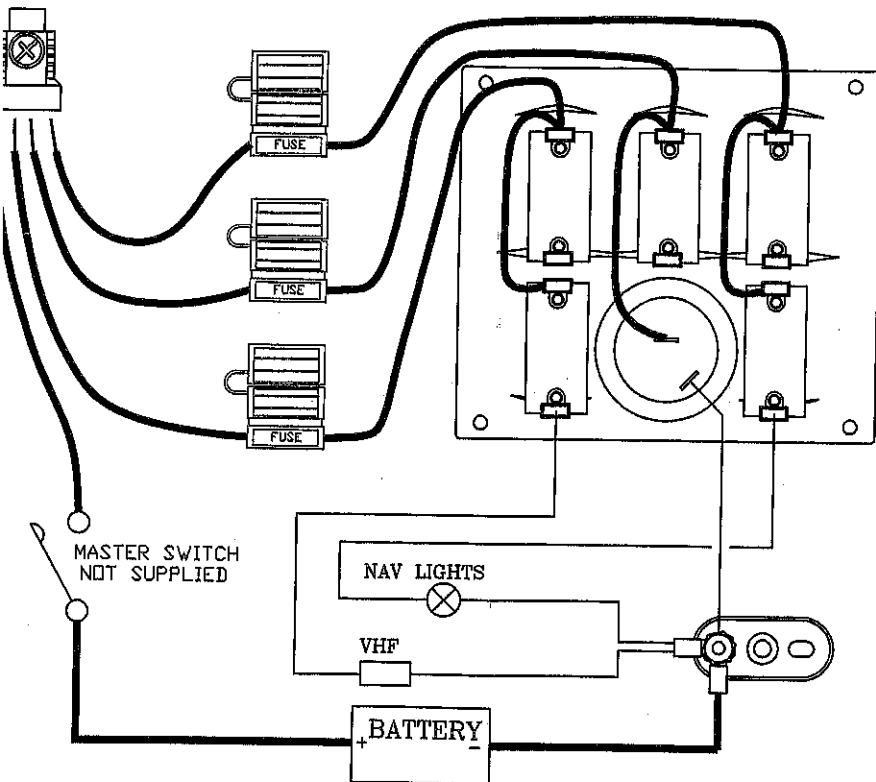 FUSE
FUSE
FUSE
MASTER SWITCH
NOT SUPPLIED
NAV LIGHTS
VHF
BATTERY
+ -